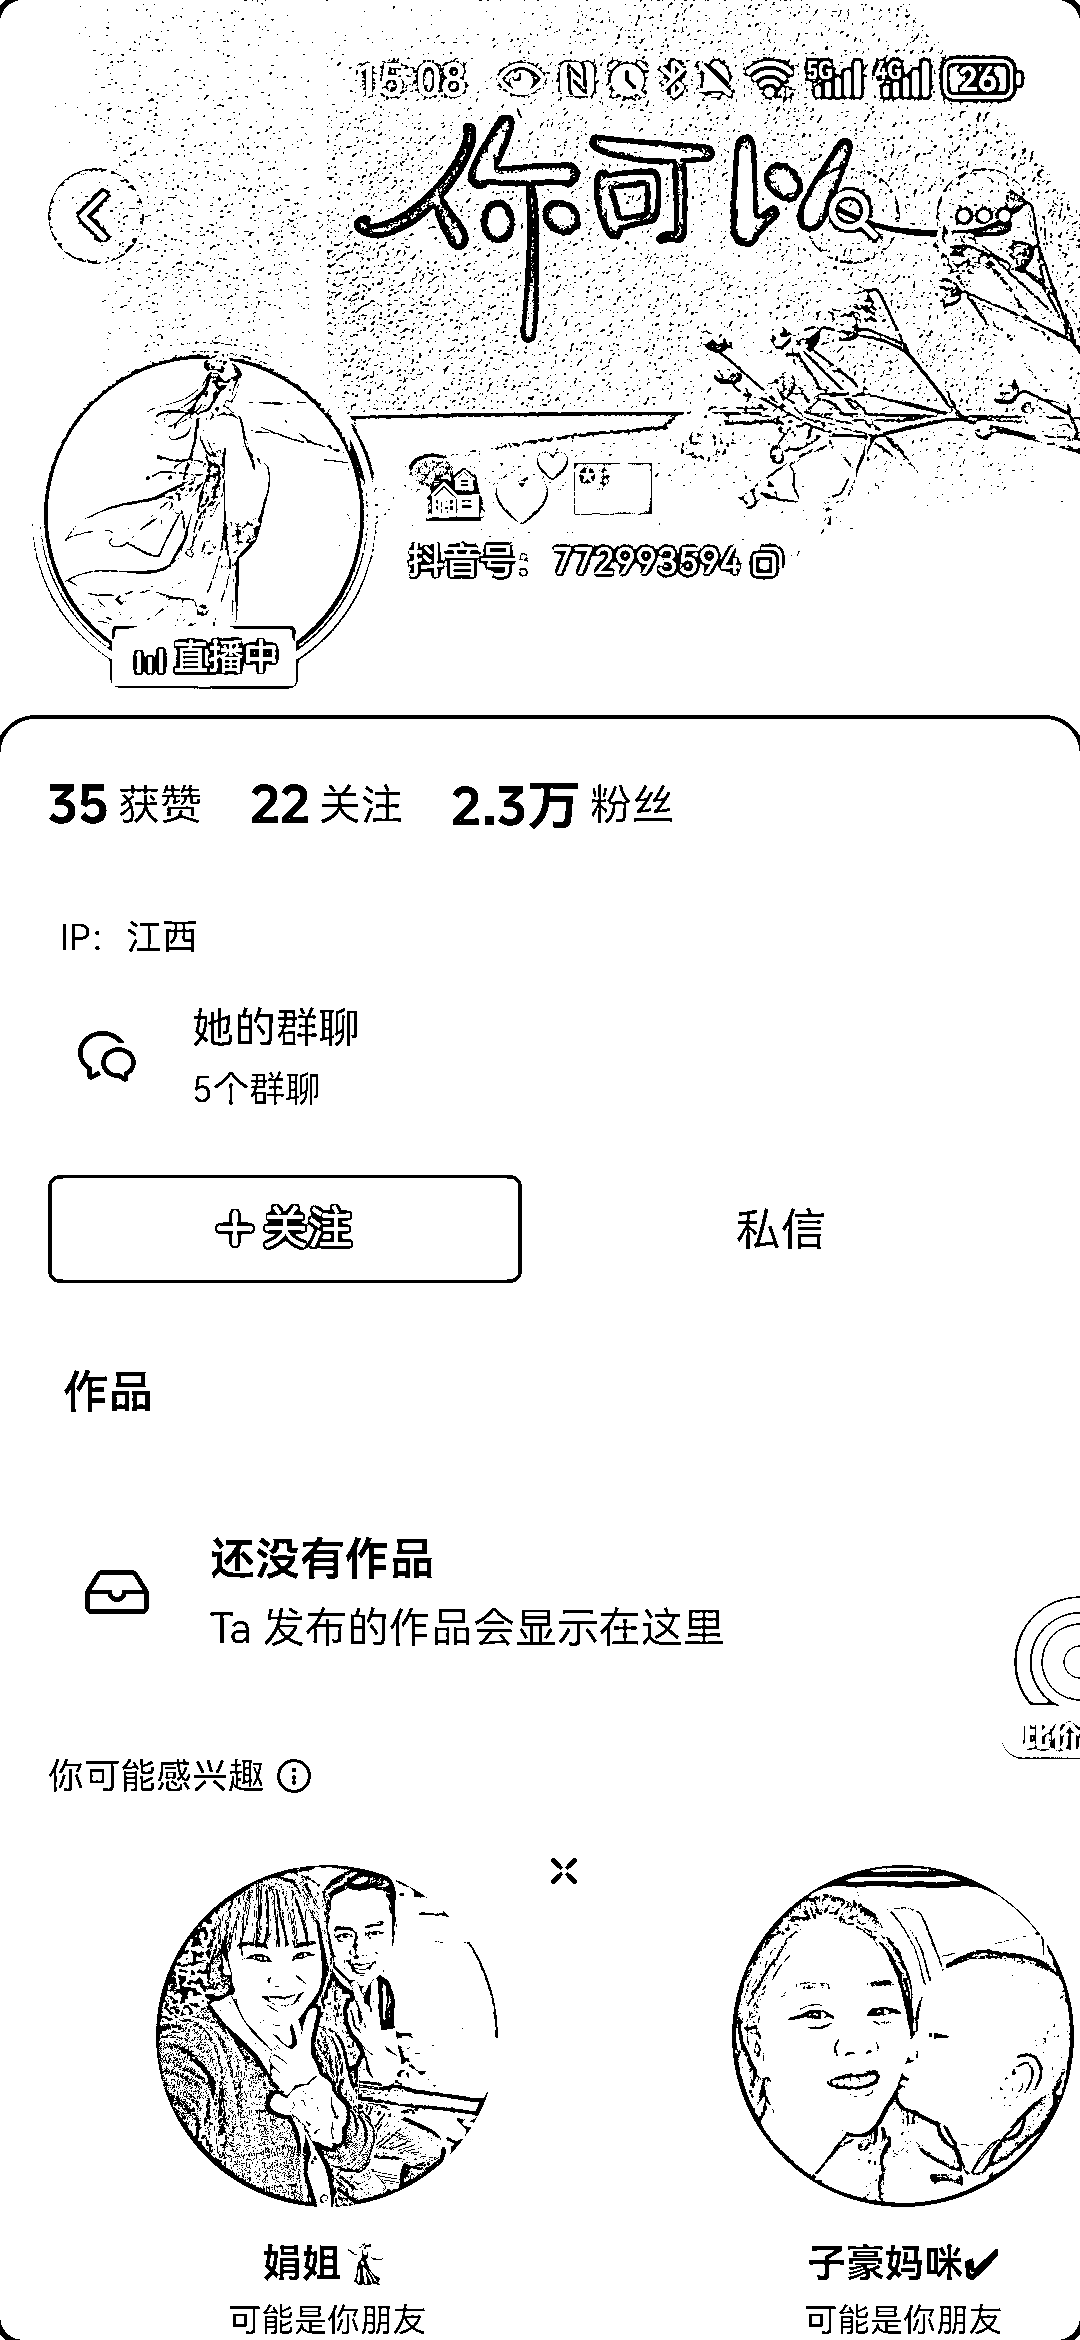 15:08 5G 4G 26
你可以
抖音号：772993594
直播中
35 获赞 22 关注 2.3万 粉丝
IP：江西
她的群聊
5个群聊
关注 私信
作品
还没有作品
Ta 发布的作品会显示在这里
比价
你可能感兴趣
娟姐 子豪妈咪✔
可能是你朋友 可能是你朋友